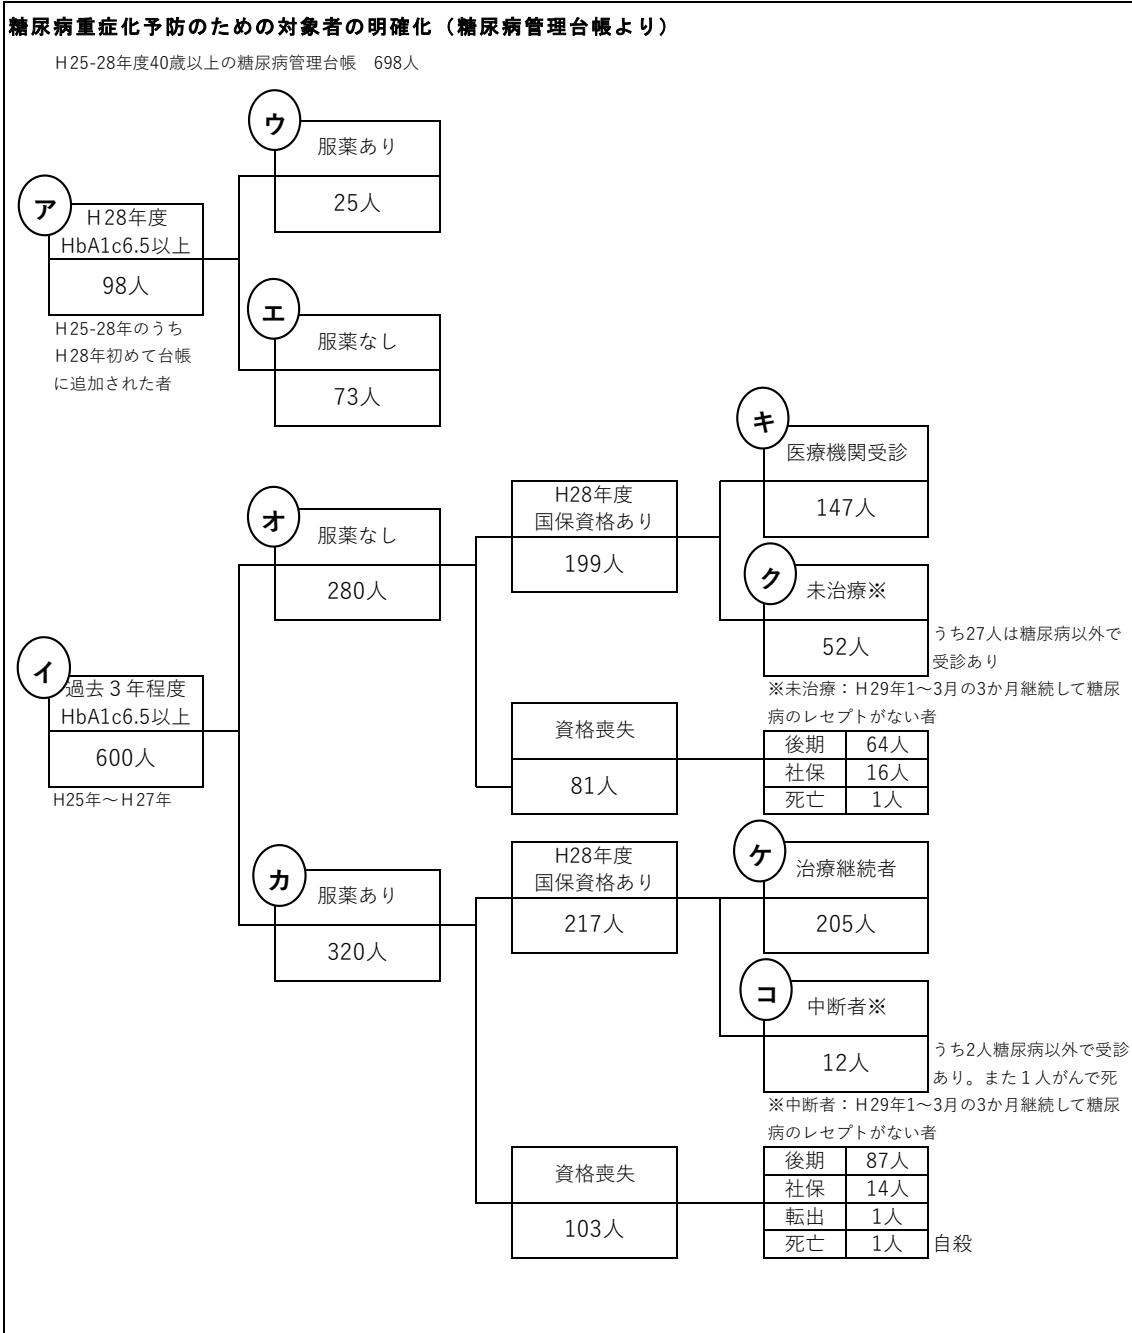 糖尿病重症化予防のための対象者の明確化（糖尿病管理台帳より）
Ｈ25-28年度40歳以上の糖尿病管理台帳　698人
ウ
服薬あり
25人
ア
Ｈ28年度
HbA1c6.5以上
98人
Ｈ25-28年のうち
Ｈ28年初めて台帳
に追加された者
エ
服薬なし
73人
キ
医療機関受診
147人
オ
服薬なし
280人
H28年度
国保資格あり
199人
ク
未治療※
52人
うち27人は糖尿病以外で
受診あり
※未治療：Ｈ29年1～3月の3か月継続して糖尿
病のレセプトがない者
イ
過去３年程度
HbA1c6.5以上
600人
H25年～Ｈ27年
資格喪失
81人
後期 64人
社保 16人
死亡 1人
カ
服薬あり
320人
H28年度
国保資格あり
217人
ケ
治療継続者
205人
コ
中断者※
12人
うち2人糖尿病以外で受診
あり。また１人がんで死
※中断者：Ｈ29年1～3月の3か月継続して糖尿
病のレセプトがない者
資格喪失
103人
後期 87人
社保 14人
転出 1人
死亡 1人 自殺